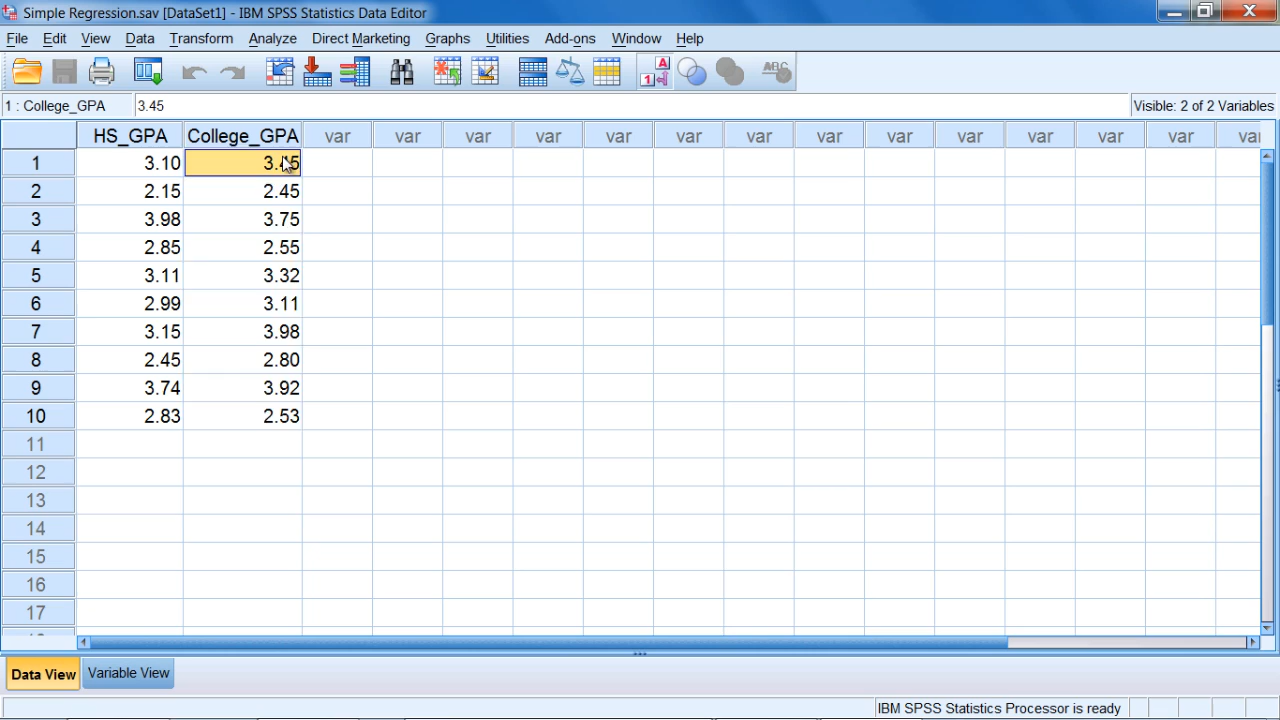 Simple Regression.sav [DataSet1] - IBM SPSS Statistics Data Editor
File Edit View Data Transform Analyze Direct Marketing Graphs Utilities Add-ons Window Help
1 : College_GPA 3.45 Visible: 2 of 2 Variables
HS_GPA College_GPA var var var var var var var var var var var var var var
1 3.10 3.45
2 2.15 2.45
3 3.98 3.75
4 2.85 2.55
5 3.11 3.32
6 2.99 3.11
7 3.15 3.98
8 2.45 2.80
9 3.74 3.92
10 2.83 2.53
11
12
13
14
15
16
17
Data View Variable View
IBM SPSS Statistics Processor is ready